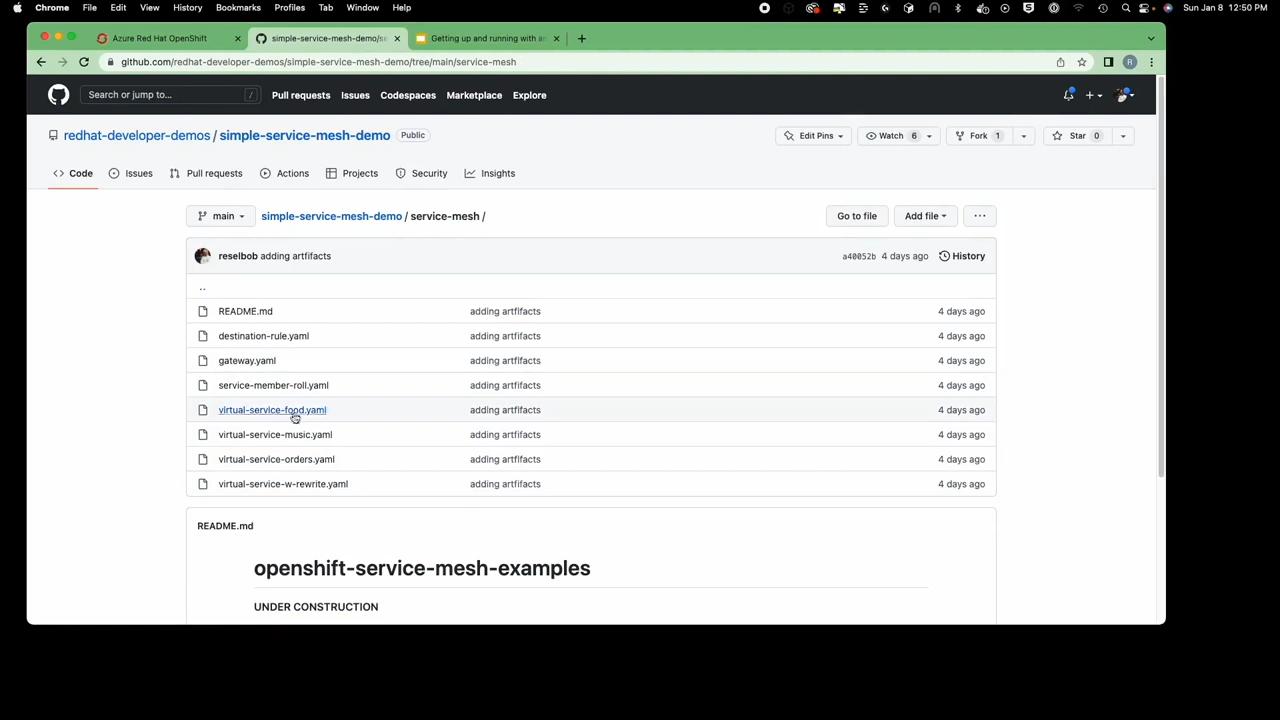 Chrome File Edit View History Bookmarks Profiles Tab Window Help Sun Jan 8 12:50 PM
Azure Red Hat OpenShift simple-service-mesh-demo/se Getting up and running with a
github.com/redhat-developer-demos/simple-service-mesh-demo/tree/main/service-mesh
R
Search or jump to... / Pull requests Issues Codespaces Marketplace Explore
redhat-developer-demos / simple-service-mesh-demo Public Edit Pins Watch 6 Fork 1 Star 0
Code Issues Pull requests Actions Projects Security Insights
main simple-service-mesh-demo / service-mesh / Go to file Add file ...
reselbob adding artfifacts a40052b 4 days ago History
..
README.md adding artfifacts 4 days ago
destination-rule.yaml adding artfifacts 4 days ago
gateway.yaml adding artfifacts 4 days ago
service-member-roll.yaml adding artfifacts 4 days ago
virtual-service-food.yaml adding artfifacts 4 days ago
virtual-service-music.yaml adding artfifacts 4 days ago
virtual-service-orders.yaml adding artfifacts 4 days ago
virtual-service-w-rewrite.yaml adding artfifacts 4 days ago
README.md
openshift-service-mesh-examples
UNDER CONSTRUCTION